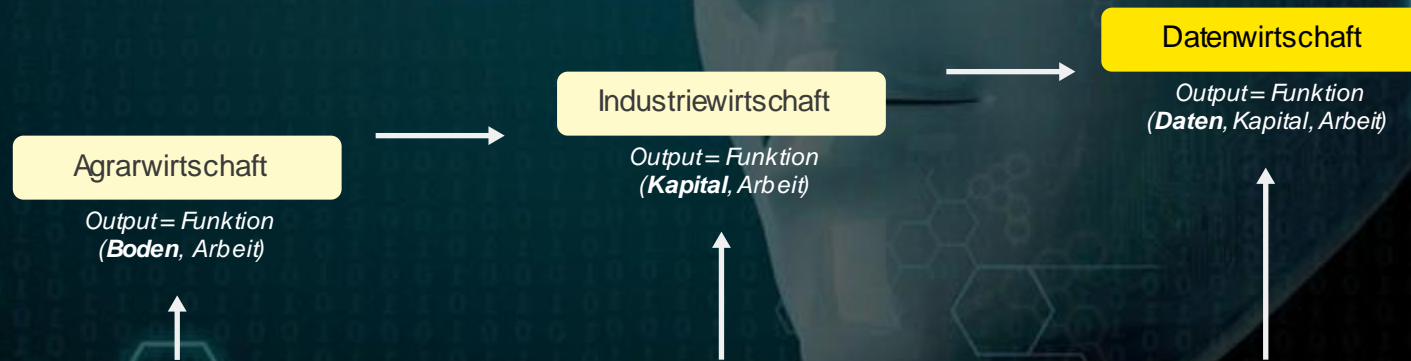 Agrarwirtschaft
Output = Funktion
(Boden, Arbeit)
Industriewirtschaft
Output = Funktion
(Kapital, Arbeit)
Datenwirtschaft
Output = Funktion
(Daten, Kapital, Arbeit)